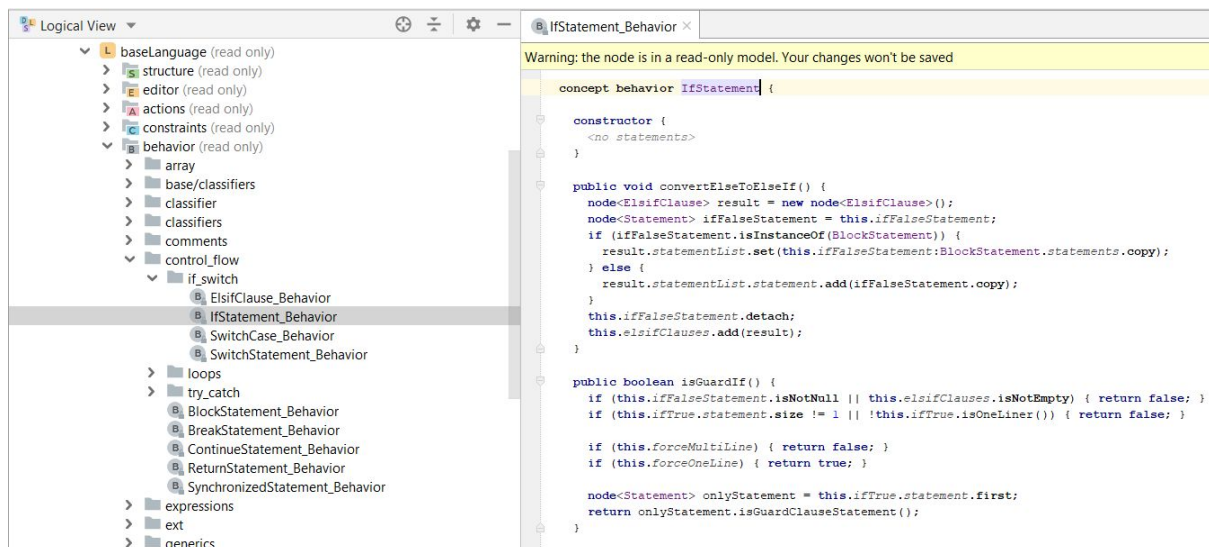 Logical View
baseLanguage (read only)
structure (read only)
editor (read only)
actions (read only)
constraints (read only)
behavior (read only)
array
base/classifiers
classifier
classifiers
comments
control_flow
if_switch
ElsifClause_Behavior
IfStatement_Behavior
SwitchCase_Behavior
SwitchStatement_Behavior
loops
try_catch
BlockStatement_Behavior
BreakStatement_Behavior
ContinueStatement_Behavior
ReturnStatement_Behavior
SynchronizedStatement_Behavior
expressions
ext
generics
IfStatement_Behavior
Warning: the node is in a read-only model. Your changes won't be saved
concept behavior IfStatement {
constructor {
<no statements>
}
public void convertElseToElseIf() {
node<ElsifClause> result = new node<ElsifClause>();
node<Statement> ifFalseStatement = this.ifFalseStatement;
if (ifFalseStatement.isInstanceOf(BlockStatement)) {
result.statementList.set(this.ifFalseStatement:BlockStatement.statements.copy);
} else {
result.statementList.statement.add(ifFalseStatement.copy);
}
this.ifFalseStatement.detach;
this.elsifClauses.add(result);
}
public boolean isGuardIf() {
if (this.ifFalseStatement.isNotNull || this.elsifClauses.isNotEmpty) { return false; }
if (this.ifTrue.statement.size != 1 || !this.ifTrue.isOneLiner()) { return false; }
if (this.forceMultiLine) { return false; }
if (this.forceOneLine) { return true; }
node<Statement> onlyStatement = this.ifTrue.statement.first;
return onlyStatement.isGuardClauseStatement();
}